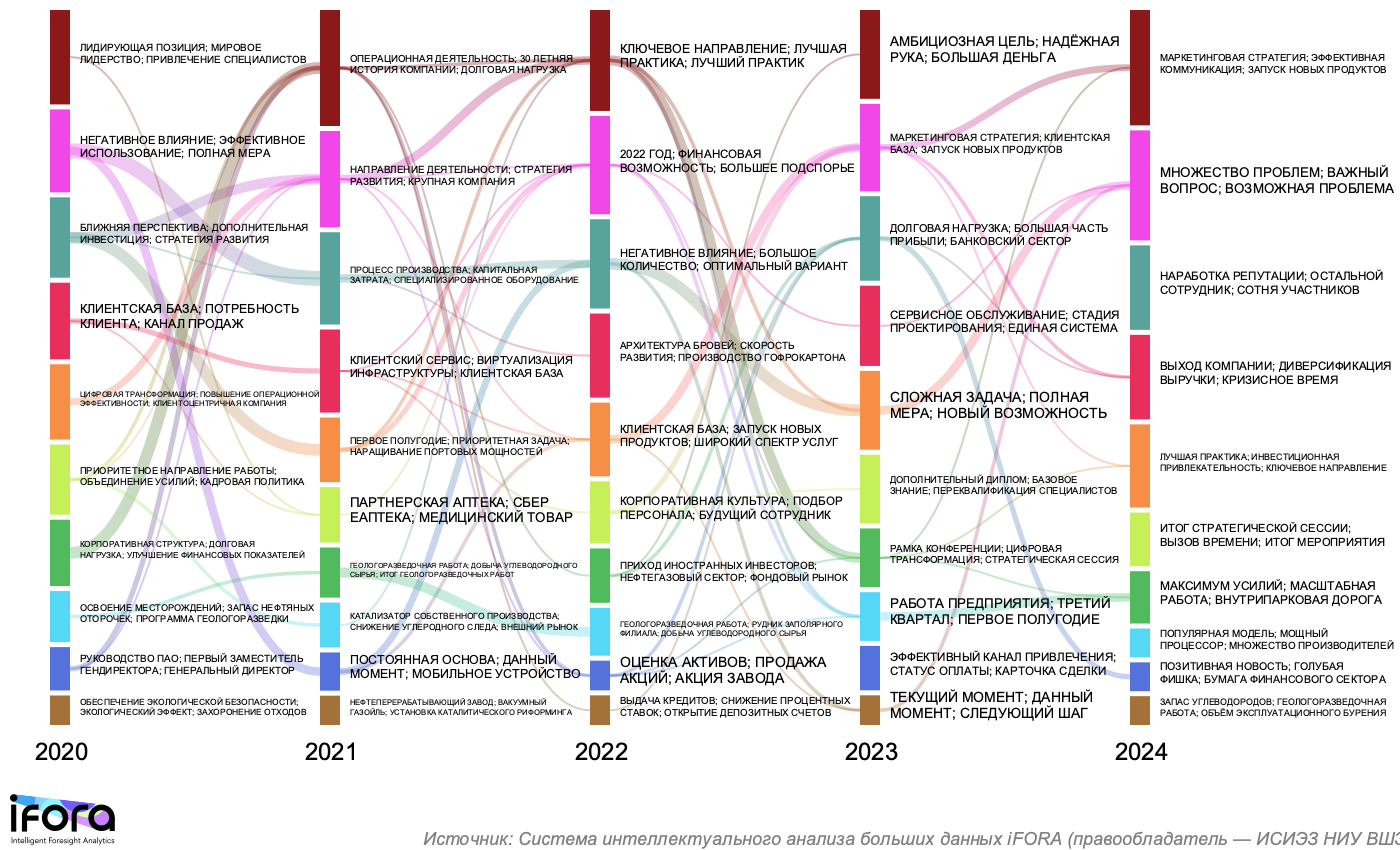 ЛИДИРУЮЩАЯ ПОЗИЦИЯ; МИРОВОЕ
ЛИДЕРСТВО; ПРИВЛЕЧЕНИЕ СПЕЦИАЛИСТОВ
НЕГАТИВНОЕ ВЛИЯНИЕ; ЭФФЕКТИВНОЕ
ИСПОЛЬЗОВАНИЕ; ПОЛНАЯ МЕРА
БЛИЖНЯЯ ПЕРСПЕКТИВА; ДОПОЛНИТЕЛЬНАЯ
ИНВЕСТИЦИЯ; СТРАТЕГИЯ РАЗВИТИЯ
КЛИЕНТСКАЯ БАЗА; ПОТРЕБНОСТЬ
КЛИЕНТА; КАНАЛ ПРОДАЖ
ЦИФРОВАЯ ТРАНСФОРМАЦИЯ; ПОВЫШЕНИЕ ОПЕРАЦИОННОЙ
ЭФФЕКТИВНОСТИ; КЛИЕНТОЦЕНТРИЧНАЯ КОМПАНИЯ
ПРИОРИТЕТНОЕ НАПРАВЛЕНИЕ РАБОТЫ;
ОБЪЕДИНЕНИЕ УСИЛИЙ; КАДРОВАЯ ПОЛИТИКА
КОРПОРАТИВНАЯ СТРУКТУРА; ДОЛГОВАЯ
НАГРУЗКА; УЛУЧШЕНИЕ ФИНАНСОВЫХ ПОКАЗАТЕЛЕЙ
ОСВОЕНИЕ МЕСТОРОЖДЕНИЙ; ЗАПАС НЕФТЯНЫХ
ОТОРОЧЕК; ПРОГРАММА ГЕОЛОГОРАЗВЕДКИ
РУКОВОДСТВО ПАО; ПЕРВЫЙ ЗАМЕСТИТЕЛЬ
ГЕНДИРЕКТОРА; ГЕНЕРАЛЬНЫЙ ДИРЕКТОР
ОБЕСПЕЧЕНИЕ ЭКОЛОГИЧЕСКОЙ БЕЗОПАСНОСТИ;
ЭКОЛОГИЧЕСКИЙ ЭФФЕКТ; ЗАХОРОНЕНИЕ ОТХОДОВ
2020
ОПЕРАЦИОННАЯ ДЕЯТЕЛЬНОСТЬ; 30 ЛЕТНЯЯ
ИСТОРИЯ КОМПАНИИ; ДОЛГОВАЯ НАГРУЗКА
НАПРАВЛЕНИЕ ДЕЯТЕЛЬНОСТИ; СТРАТЕГИЯ
РАЗВИТИЯ; КРУПНАЯ КОМПАНИЯ
ПРОЦЕСС ПРОИЗВОДСТВА; КАПИТАЛЬНАЯ
ЗАТРАТА; СПЕЦИАЛИЗИРОВАННОЕ ОБОРУДОВАНИЕ
КЛИЕНТСКИЙ СЕРВИС; ВИРТУАЛИЗАЦИЯ
ИНФРАСТРУКТУРЫ; КЛИЕНТСКАЯ БАЗА
ПЕРВОЕ ПОЛУГОДИЕ; ПРИОРИТЕТНАЯ ЗАДАЧА;
НАРАЩИВАНИЕ ПОРТОВЫХ МОЩНОСТЕЙ
ПАРТНЕРСКАЯ АПТЕКА; СБЕР
ЕАПТЕКА; МЕДИЦИНСКИЙ ТОВАР
ГЕОЛОГОРАЗВЕДОЧНАЯ РАБОТА; ДОБЫЧА УГЛЕВОДОРОДНОГО
СЫРЬЯ; ИТОГ ГЕОЛОГОРАЗВЕДОЧНЫХ РАБОТ
КАТАЛИЗАТОР СОБСТВЕННОГО ПРОИЗВОДСТВА;
СНИЖЕНИЕ УГЛЕРОДНОГО СЛЕДА; ВНЕШНИЙ РЫНОК
ПОСТОЯННАЯ ОСНОВА; ДАННЫЙ
МОМЕНТ; МОБИЛЬНОЕ УСТРОЙСТВО
НЕФТЕПЕРЕРАБАТЫВАЮЩИЙ ЗАВОД; ВАКУУМНЫЙ
ГАЗОЙЛЬ; УСТАНОВКА КАТАЛИТИЧЕСКОГО РИФОРМИНГА
2021
КЛЮЧЕВОЕ НАПРАВЛЕНИЕ; ЛУЧШАЯ
ПРАКТИКА; ЛУЧШИЙ ПРАКТИК
2022 ГОД; ФИНАНСОВАЯ
ВОЗМОЖНОСТЬ; БОЛЬШЕЕ ПОДСПОРЬЕ
НЕГАТИВНОЕ ВЛИЯНИЕ; БОЛЬШОЕ
КОЛИЧЕСТВО; ОПТИМАЛЬНЫЙ ВАРИАНТ
АРХИТЕКТУРА БРОВЕЙ; СКОРОСТЬ
РАЗВИТИЯ; ПРОИЗВОДСТВО ГОФРОКАРТОНА
КЛИЕНТСКАЯ БАЗА; ЗАПУСК НОВЫХ
ПРОДУКТОВ; ШИРОКИЙ СПЕКТР УСЛУГ
КОРПОРАТИВНАЯ КУЛЬТУРА; ПОДБОР
ПЕРСОНАЛА; БУДУЩИЙ СОТРУДНИК
ПРИХОД ИНОСТРАННЫХ ИНВЕСТОРОВ;
НЕФТЕГАЗОВЫЙ СЕКТОР; ФОНДОВЫЙ РЫНОК
ГЕОЛОГОРАЗВЕДОЧНАЯ РАБОТА; РУДНИК ЗАПОЛЯРНОГО
ФИЛИАЛА; ДОБЫЧА УГЛЕВОДОРОДНОГО СЫРЬЯ
ОЦЕНКА АКТИВОВ; ПРОДАЖА
АКЦИЙ; АКЦИЯ ЗАВОДА
ВЫДАЧА КРЕДИТОВ; СНИЖЕНИЕ ПРОЦЕНТНЫХ
СТАВОК; ОТКРЫТИЕ ДЕПОЗИТНЫХ СЧЕТОВ
2022
АМБИЦИОЗНАЯ ЦЕЛЬ; НАДЁЖНАЯ
РУКА; БОЛЬШАЯ ДЕНЬГА
МАРКЕТИНГОВАЯ СТРАТЕГИЯ; КЛИЕНТСКАЯ
БАЗА; ЗАПУСК НОВЫХ ПРОДУКТОВ
ДОЛГОВАЯ НАГРУЗКА; БОЛЬШАЯ ЧАСТЬ
ПРИБЫЛИ; БАНКОВСКИЙ СЕКТОР
СЕРВИСНОЕ ОБСЛУЖИВАНИЕ; СТАДИЯ
ПРОЕКТИРОВАНИЯ; ЕДИНАЯ СИСТЕМА
СЛОЖНАЯ ЗАДАЧА; ПОЛНАЯ
МЕРА; НОВЫЙ ВОЗМОЖНОСТЬ
ДОПОЛНИТЕЛЬНЫЙ ДИПЛОМ; БАЗОВОЕ
ЗНАНИЕ; ПЕРЕКВАЛИФИКАЦИЯ СПЕЦИАЛИСТОВ
РАМКА КОНФЕРЕНЦИИ; ЦИФРОВАЯ
ТРАНСФОРМАЦИЯ; СТРАТЕГИЧЕСКАЯ СЕССИЯ
РАБОТА ПРЕДПРИЯТИЯ; ТРЕТИЙ
КВАРТАЛ; ПЕРВОЕ ПОЛУГОДИЕ
ЭФФЕКТИВНЫЙ КАНАЛ ПРИВЛЕЧЕНИЯ;
СТАТУС ОПЛАТЫ; КАРТОЧКА СДЕЛКИ
ТЕКУЩИЙ МОМЕНТ; ДАННЫЙ
МОМЕНТ; СЛЕДУЮЩИЙ ШАГ
2023
МАРКЕТИНГОВАЯ СТРАТЕГИЯ; ЭФФЕКТИВНАЯ
КОММУНИКАЦИЯ; ЗАПУСК НОВЫХ ПРОДУКТОВ
МНОЖЕСТВО ПРОБЛЕМ; ВАЖНЫЙ
ВОПРОС; ВОЗМОЖНАЯ ПРОБЛЕМА
НАРАБОТКА РЕПУТАЦИИ; ОСТАЛЬНОЙ
СОТРУДНИК; СОТНЯ УЧАСТНИКОВ
ВЫХОД КОМПАНИИ; ДИВЕРСИФИКАЦИЯ
ВЫРУЧКИ; КРИЗИСНОЕ ВРЕМЯ
ЛУЧШАЯ ПРАКТИКА; ИНВЕСТИЦИОННАЯ
ПРИВЛЕКАТЕЛЬНОСТЬ; КЛЮЧЕВОЕ НАПРАВЛЕНИЕ
ИТОГ СТРАТЕГИЧЕСКОЙ СЕССИИ;
ВЫЗОВ ВРЕМЕНИ; ИТОГ МЕРОПРИЯТИЯ
МАКСИМУМ УСИЛИЙ; МАСШТАБНАЯ
РАБОТА; ВНУТРИПАРКОВАЯ ДОРОГА
ПОПУЛЯРНАЯ МОДЕЛЬ; МОЩНЫЙ
ПРОЦЕССОР; МНОЖЕСТВО ПРОИЗВОДИТЕЛЕЙ
ПОЗИТИВНАЯ НОВОСТЬ; ГОЛУБАЯ
ФИШКА; БУМАГА ФИНАНСОВОГО СЕКТОРА
ЗАПАС УГЛЕВОДОРОДОВ; ГЕОЛОГОРАЗВЕДОЧНАЯ
РАБОТА; ОБЪЁМ ЭКСПЛУАТАЦИОННОГО БУРЕНИЯ
2024
iFORA
Intelligent Foresight Analytics
Источник: Система интеллектуального анализа больших данных iFORA (правообладатель — ИСИЭЗ НИУ ВШЭ